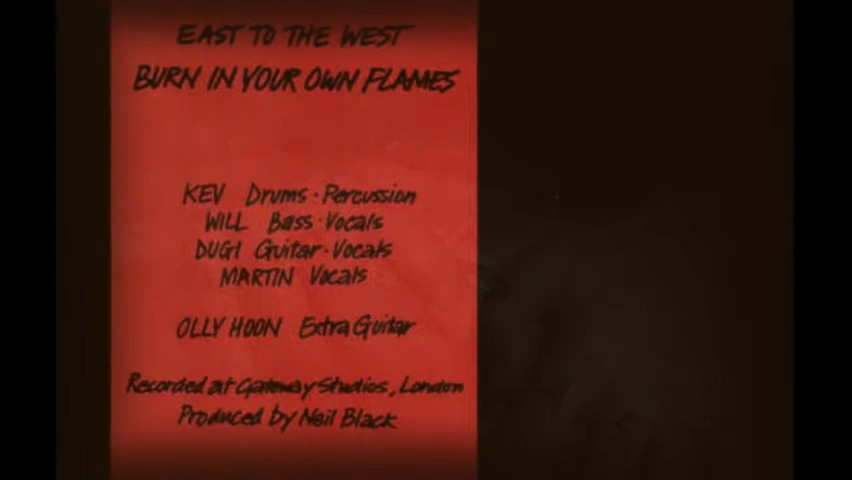 EAST TO THE WEST
BURN IN YOUR OWN FLAMES
KEV Drums · Percussion
WILL Bass · Vocals
DUGI Guitar · Vocals
MARTIN Vocals
OLLY HOON Extra Guitar
Recorded at Gateway Studios, London
Produced by Neil Black